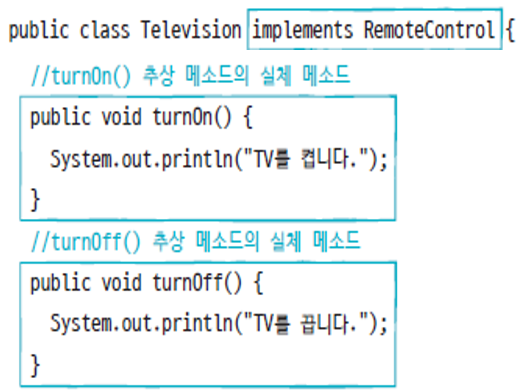 public class Television implements RemoteControl {
//turnOn() 추상 메소드의 실체 메소드
public void turnOn() {
System.out.println("TV를 켭니다.");
}
//turnOff() 추상 메소드의 실체 메소드
public void turnOff() {
System.out.println("TV를 끕니다.");
}